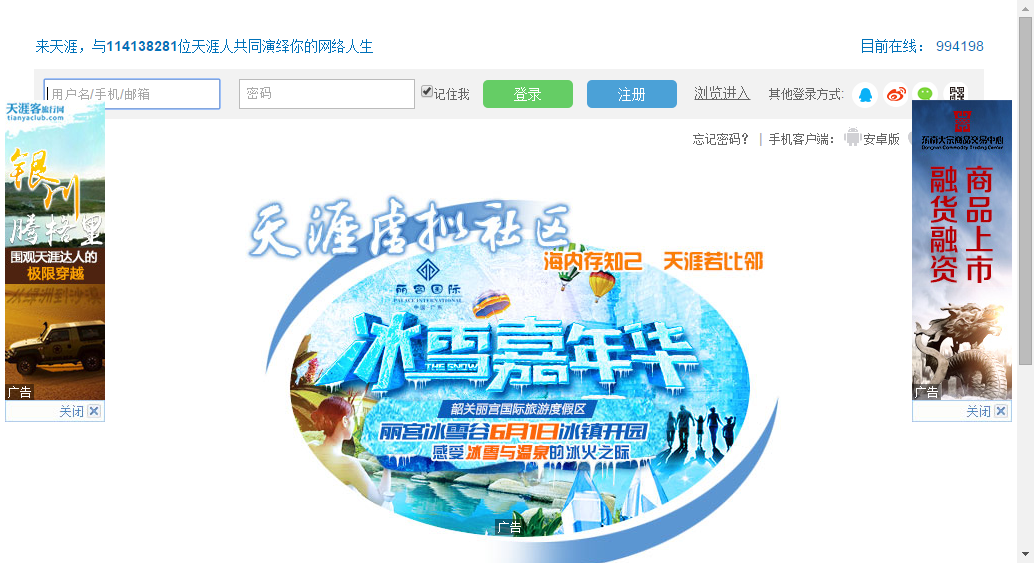 来天涯，与114138281位天涯人共同演绎你的网络人生
目前在线： 994198
用户名/手机/邮箱
密码
记住我
登录
注册
浏览进入
其他登录方式:
忘记密码？ | 手机客户端： 安卓版
天涯客旅行网
tianyaclub.com
银川
腾格里
围观天涯达人的
极限穿越
广告
关闭
天涯虚拟社区
海内存知己 天涯若比邻
丽宫国际
PALACE INTERNATIONAL
中国·广东
冰雪嘉年华
THE SNOW
韶关丽宫国际旅游度假区
丽宫冰雪谷6月1日冰镇开园
感受冰雪与温泉的冰火之际
广告
东南大宗商品交易中心
商品上市
融货融资
广告
关闭